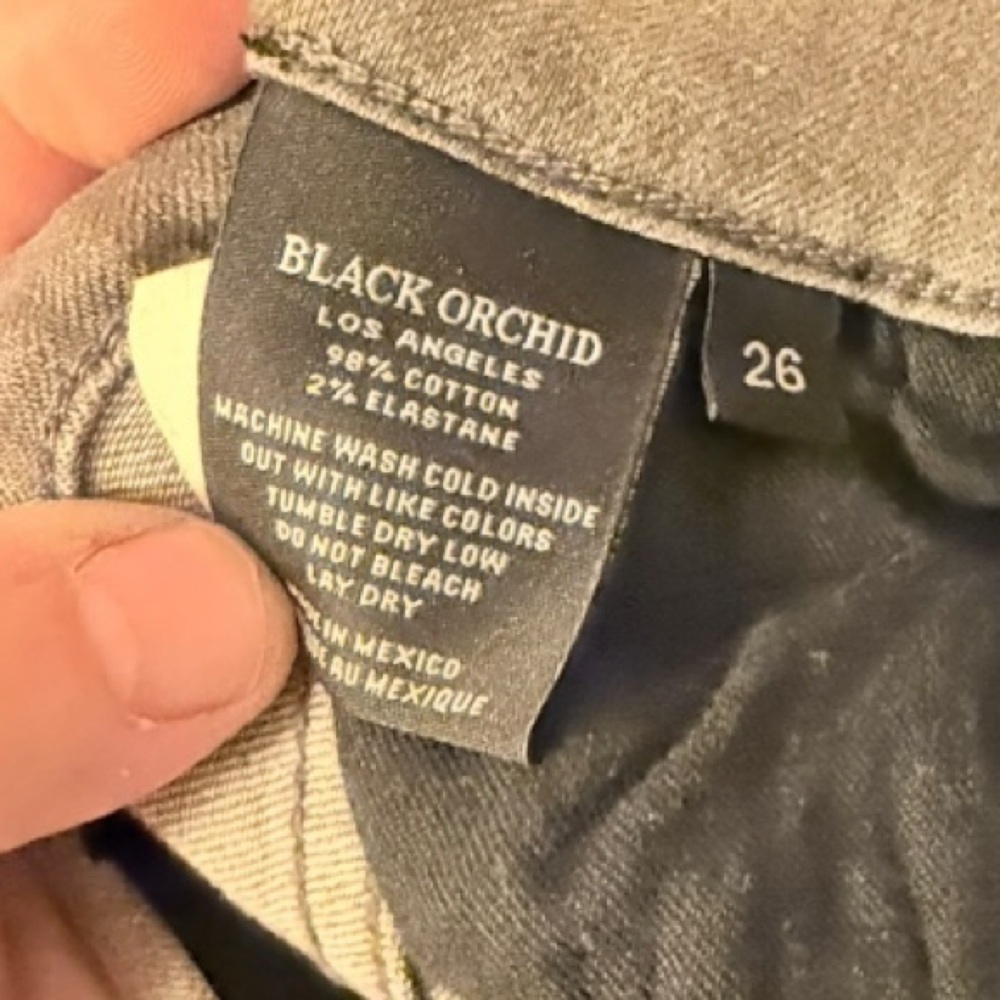 BLACK ORCHID
LOS ANGELES
98% COTTON
2% ELASTANE
MACHINE WASH COLD INSIDE
OUT WITH LIKE COLORS
TUMBLE DRY LOW
DO NOT BLEACH
LAY DRY
IN MEXICO
AU MEXIQUE
26